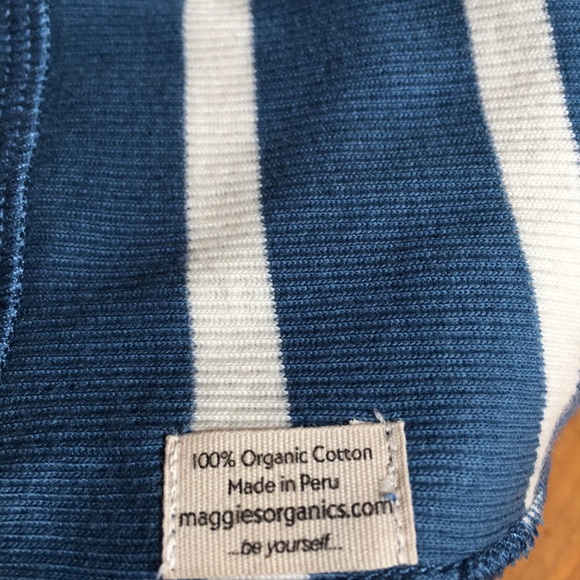 100% Organic Cotton
Made in Peru
maggiesorganics.com
...be yourself...